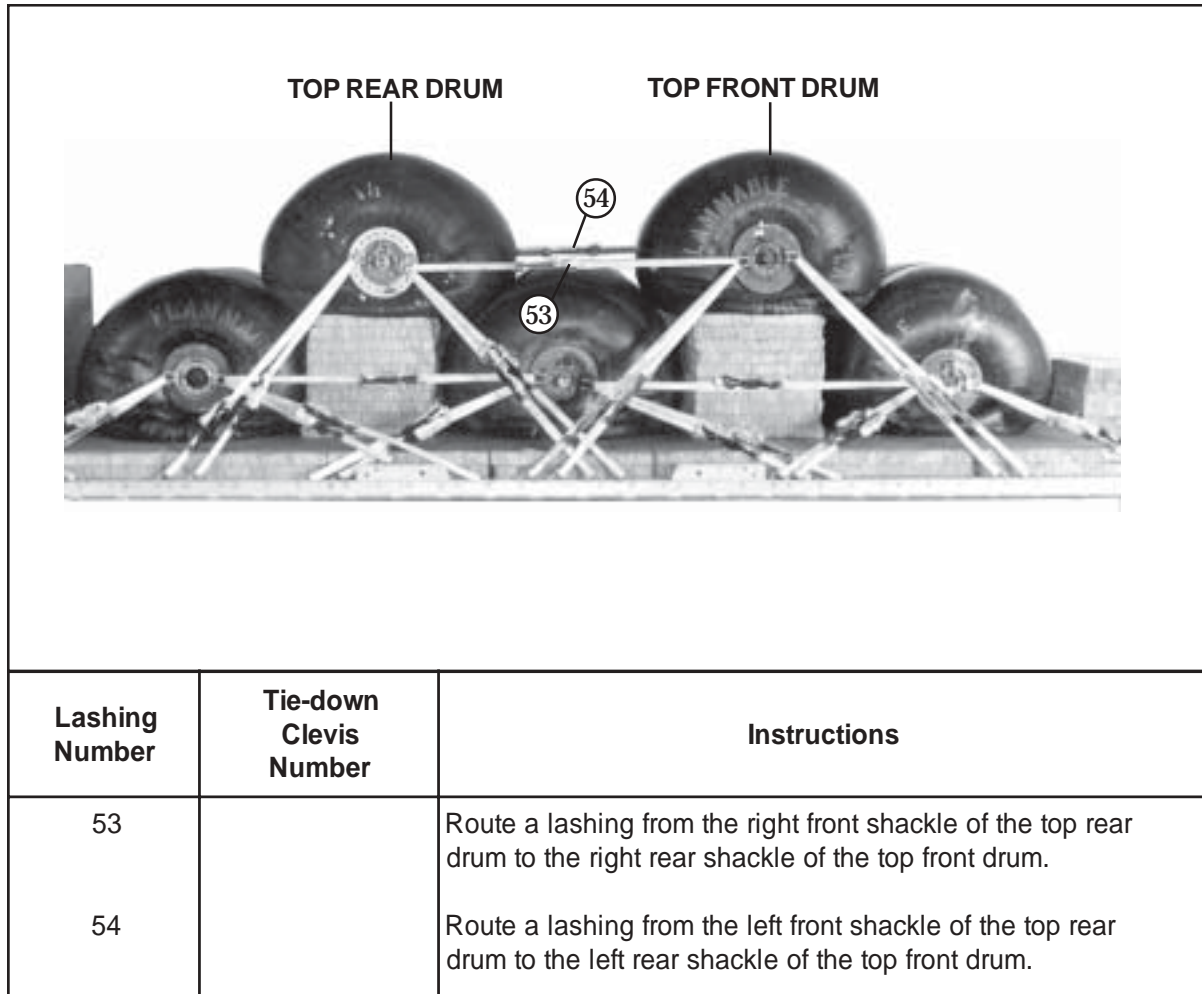 TOP REAR DRUM
TOP FRONT DRUM
54
53
Lashing Number
Tie-down Clevis Number
Instructions
53
Route a lashing from the right front shackle of the top rear
drum to the right rear shackle of the top front drum.
54
Route a lashing from the left front shackle of the top rear
drum to the left rear shackle of the top front drum.